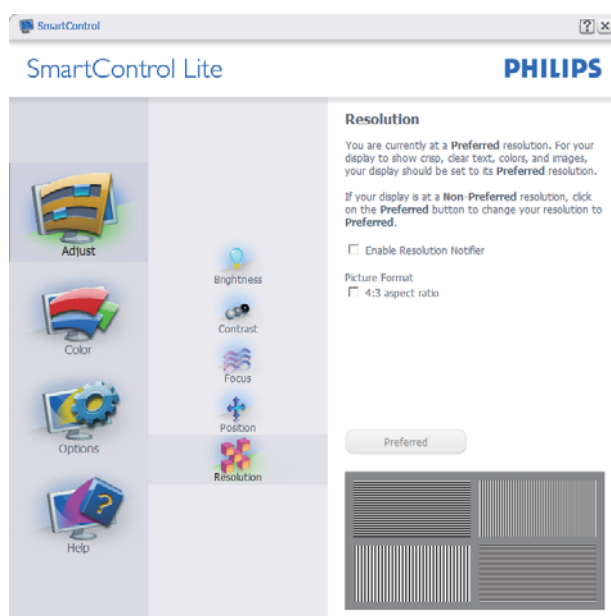 SmartControl
SmartControl Lite
PHILIPS
Adjust
Color
Options
Help
Brightness
Contrast
Focus
Position
Resolution
Resolution
You are currently at a Preferred resolution. For your
display to show crisp, clear text, colors, and images,
your display should be set to its Preferred resolution.
If your display is at a Non-Preferred resolution, click
on the Preferred button to change your resolution to
Preferred.
Enable Resolution Notifier
Picture Format
4:3 aspect ratio
Preferred